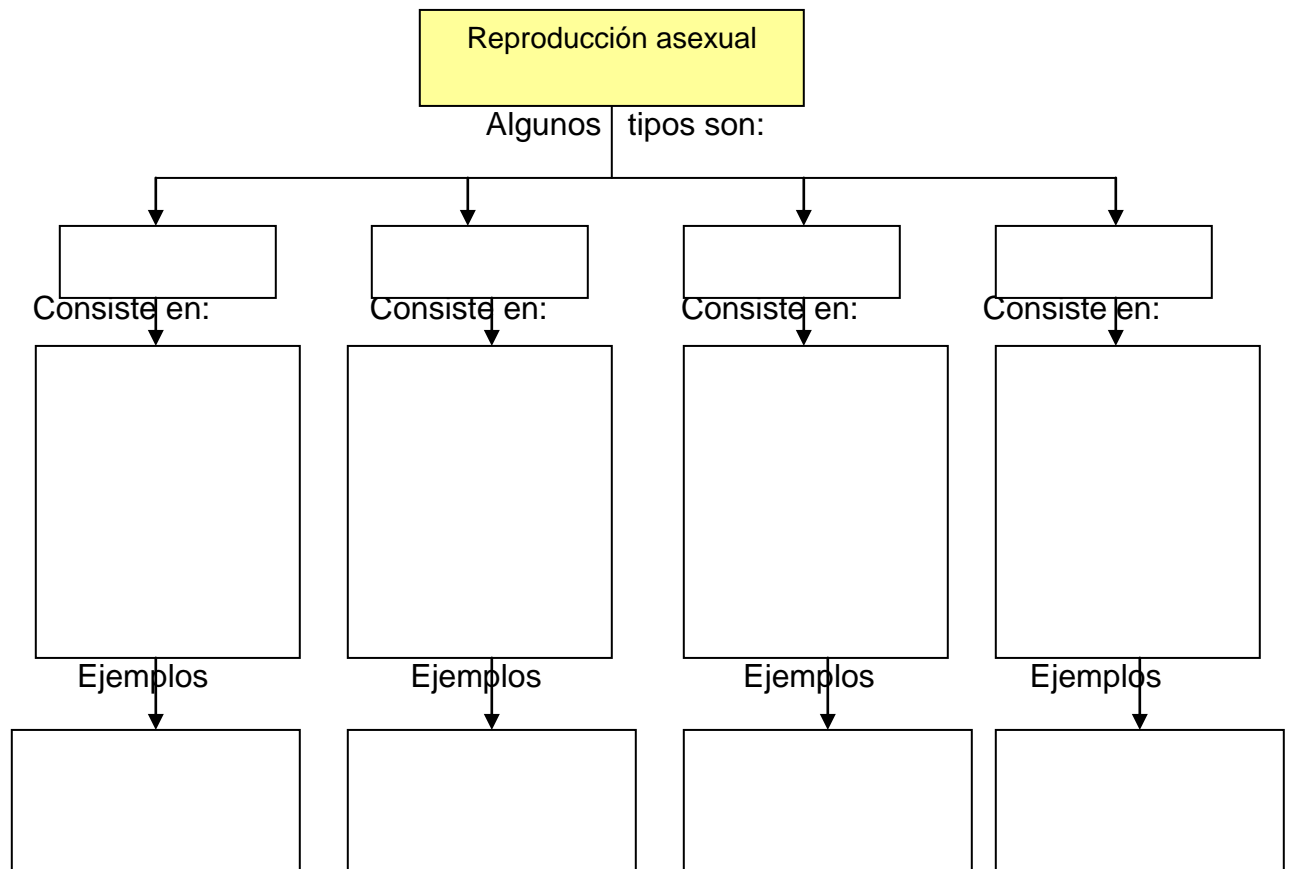 Reproducción asexual
Algunos tipos son:
Consiste en: Consiste en: Consiste en: Consiste en:
Ejemplos Ejemplos Ejemplos Ejemplos